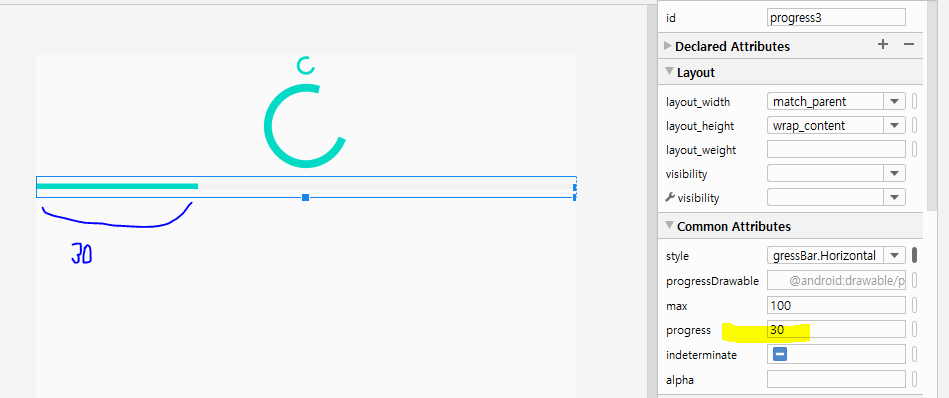 30
id progress3
Declared Attributes
Layout
layout_width match_parent
layout_height wrap_content
layout_weight
visibility
visibility
Common Attributes
style gressBar.Horizontal
progressDrawable @android:drawable/p
max 100
progress 30
indeterminate
alpha